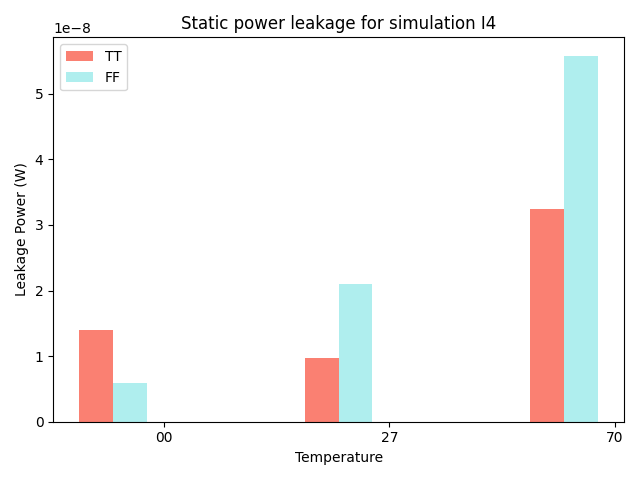 Static power leakage for simulation I4
1e−8
TT
FF
5
4
3
2
1
0
Leakage Power (W)
00
27
70
Temperature